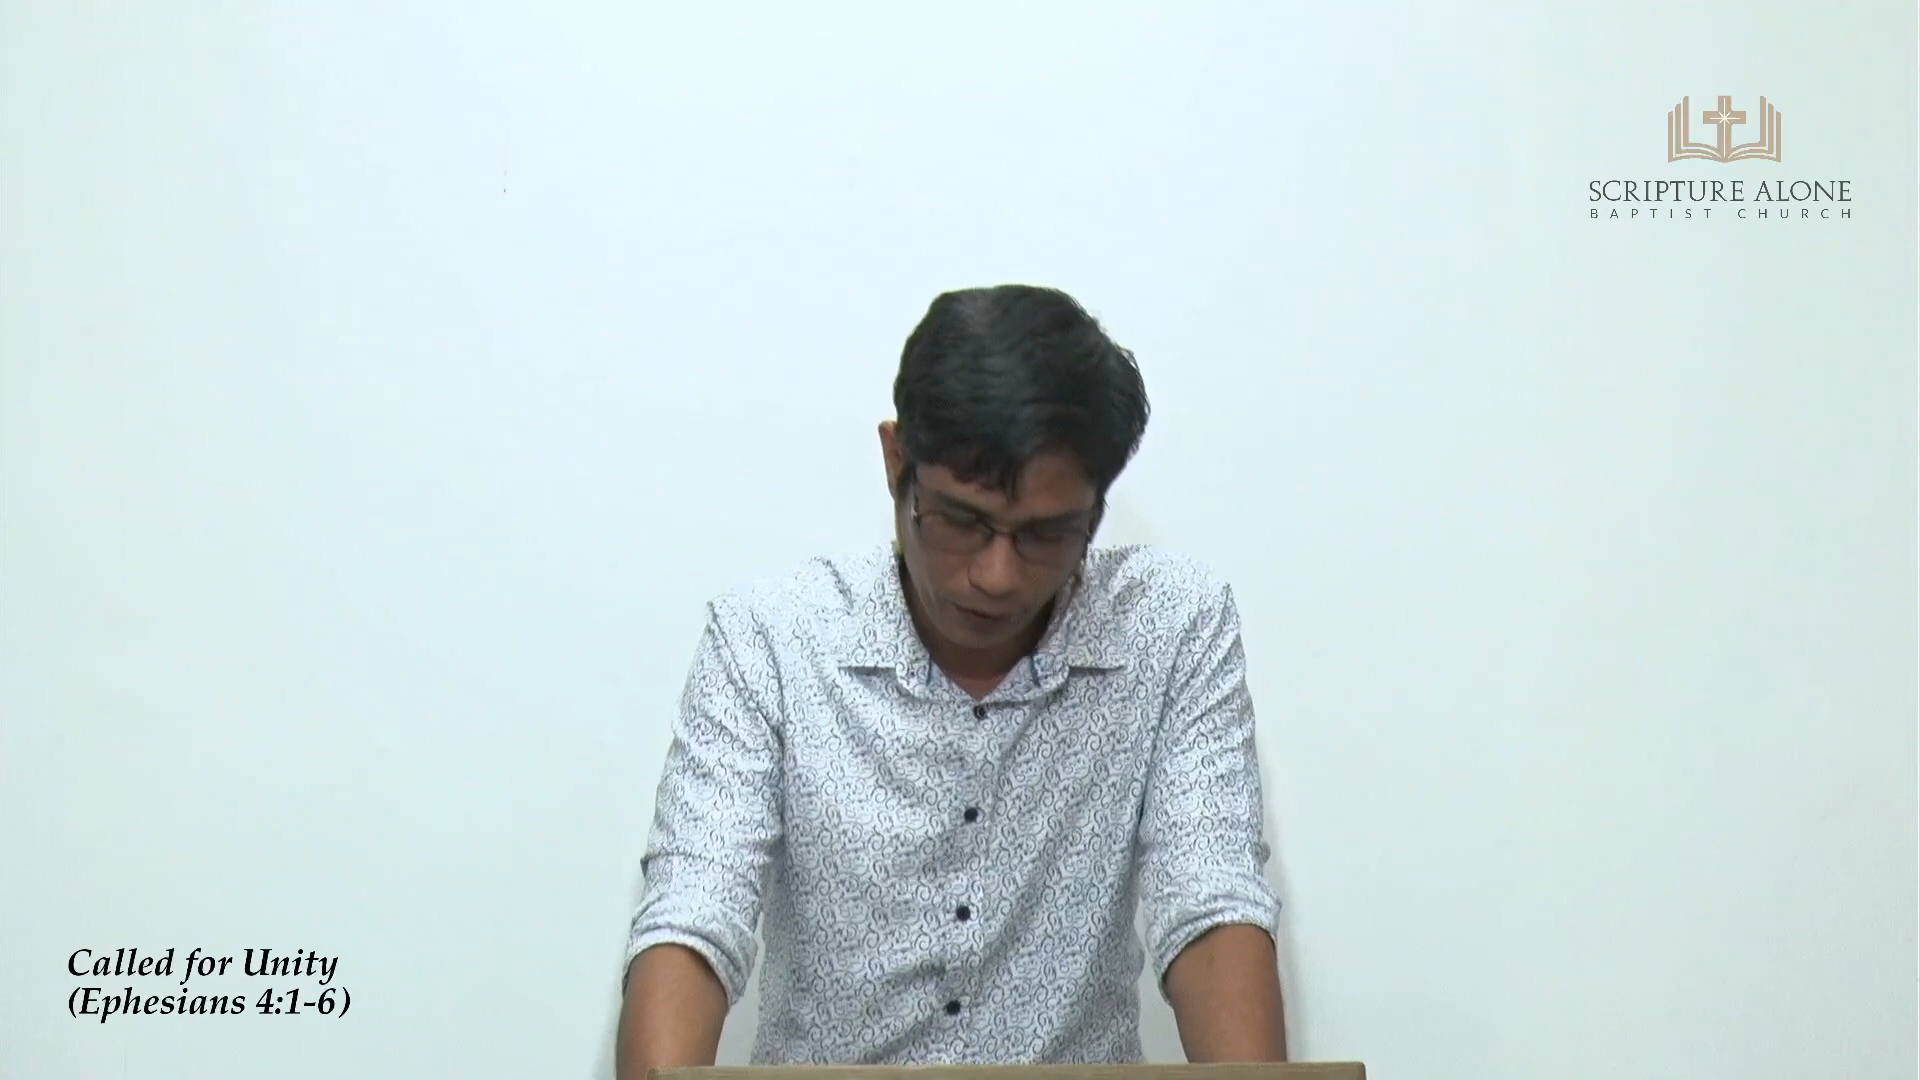 SCRIPTURE ALONE
BAPTIST CHURCH
Called for Unity
(Ephesians 4:1-6)